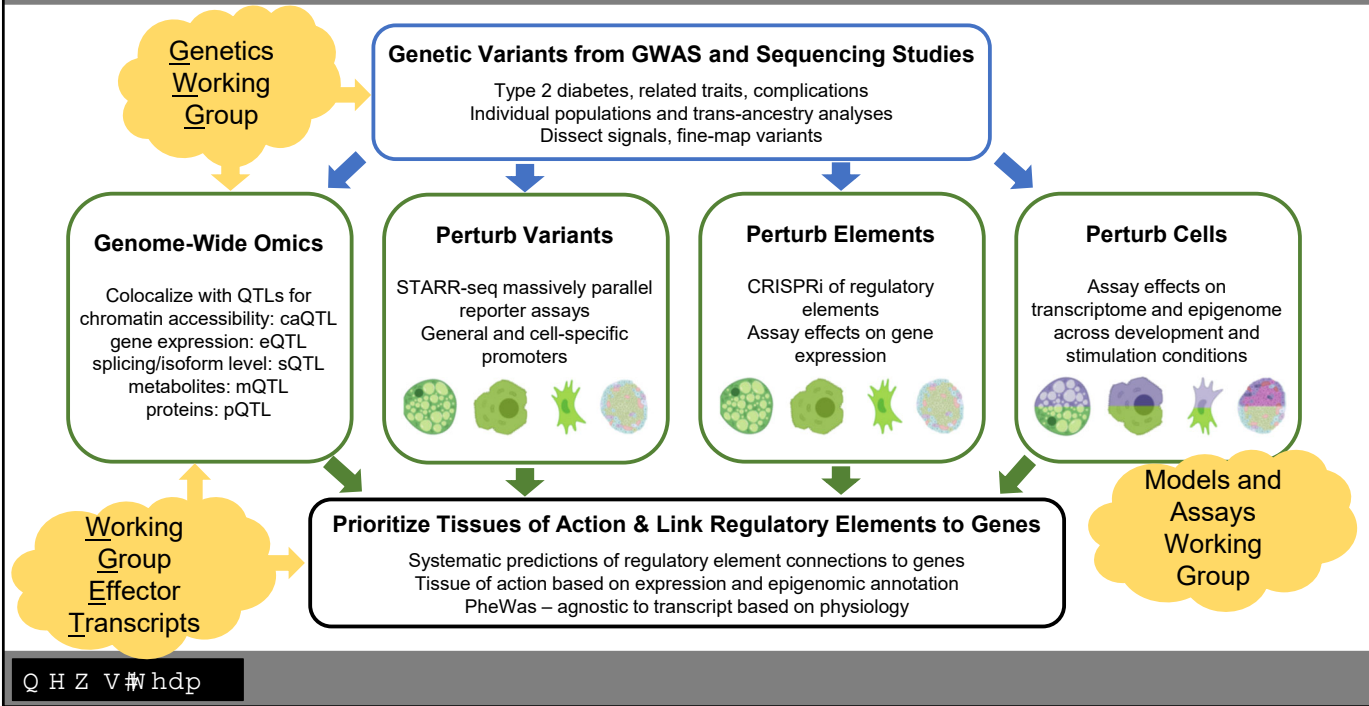 Genetics
Working
Group
Genetic Variants from GWAS and Sequencing Studies
Type 2 diabetes, related traits, complications
Individual populations and trans-ancestry analyses
Dissect signals, fine-map variants
Genome-Wide Omics
Colocalize with QTLs for
chromatin accessibility: caQTL
gene expression: eQTL
splicing/isoform level: sQTL
metabolites: mQTL
proteins: pQTL
Perturb Variants
STARR-seq massively parallel
reporter assays
General and cell-specific
promoters
Perturb Elements
CRISPRi of regulatory
elements
Assay effects on gene
expression
Perturb Cells
Assay effects on
transcriptome and epigenome
across development and
stimulation conditions
Working
Group
Effector
Transcripts
Prioritize Tissues of Action & Link Regulatory Elements to Genes
Systematic predictions of regulatory element connections to genes
Tissue of action based on expression and epigenomic annotation
PheWas – agnostic to transcript based on physiology
Models and
Assays
Working
Group
Q H Z V hdp